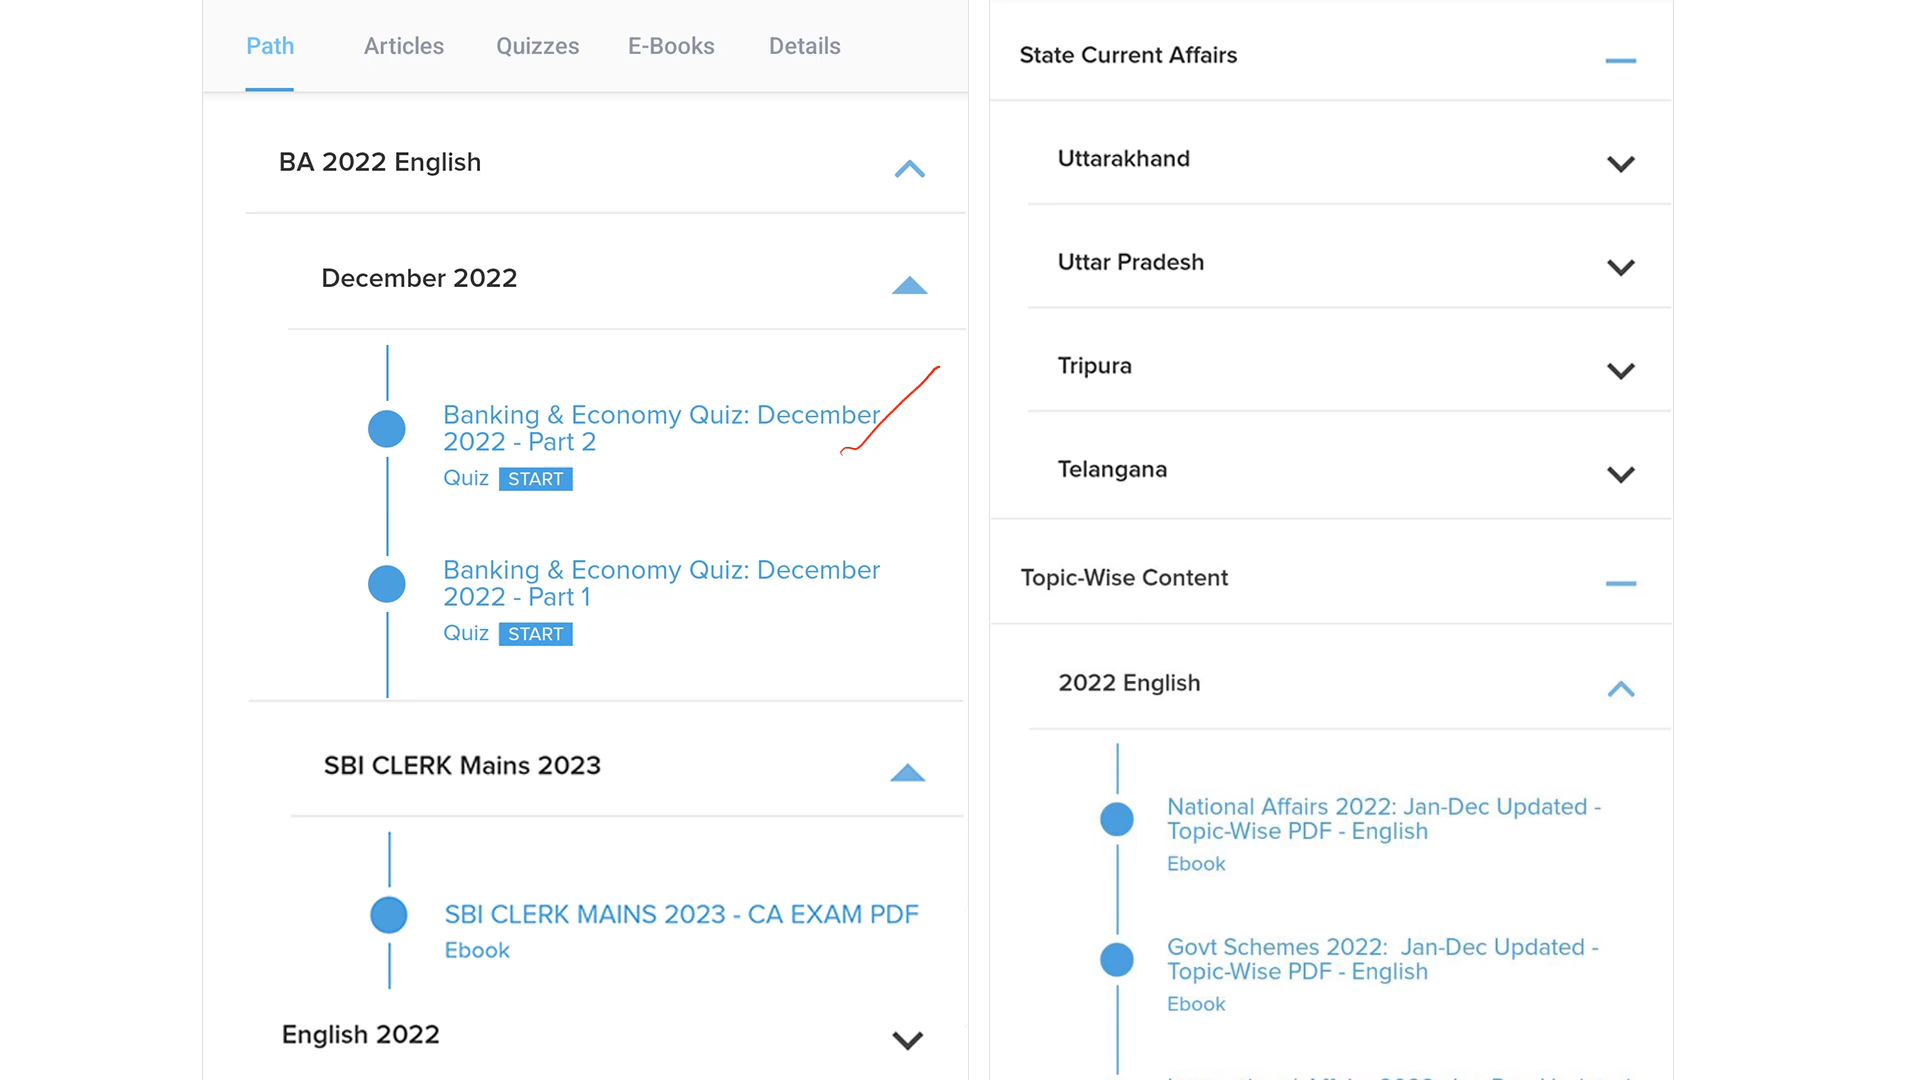 Path Articles Quizzes E-Books Details
BA 2022 English
December 2022
Banking & Economy Quiz: December
2022 - Part 2
Quiz START
Banking & Economy Quiz: December
2022 - Part 1
Quiz START
SBI CLERK Mains 2023
SBI CLERK MAINS 2023 - CA EXAM PDF
Ebook
English 2022
State Current Affairs
Uttarakhand
Uttar Pradesh
Tripura
Telangana
Topic-Wise Content
2022 English
National Affairs 2022: Jan-Dec Updated -
Topic-Wise PDF - English
Ebook
Govt Schemes 2022:  Jan-Dec Updated -
Topic-Wise PDF - English
Ebook